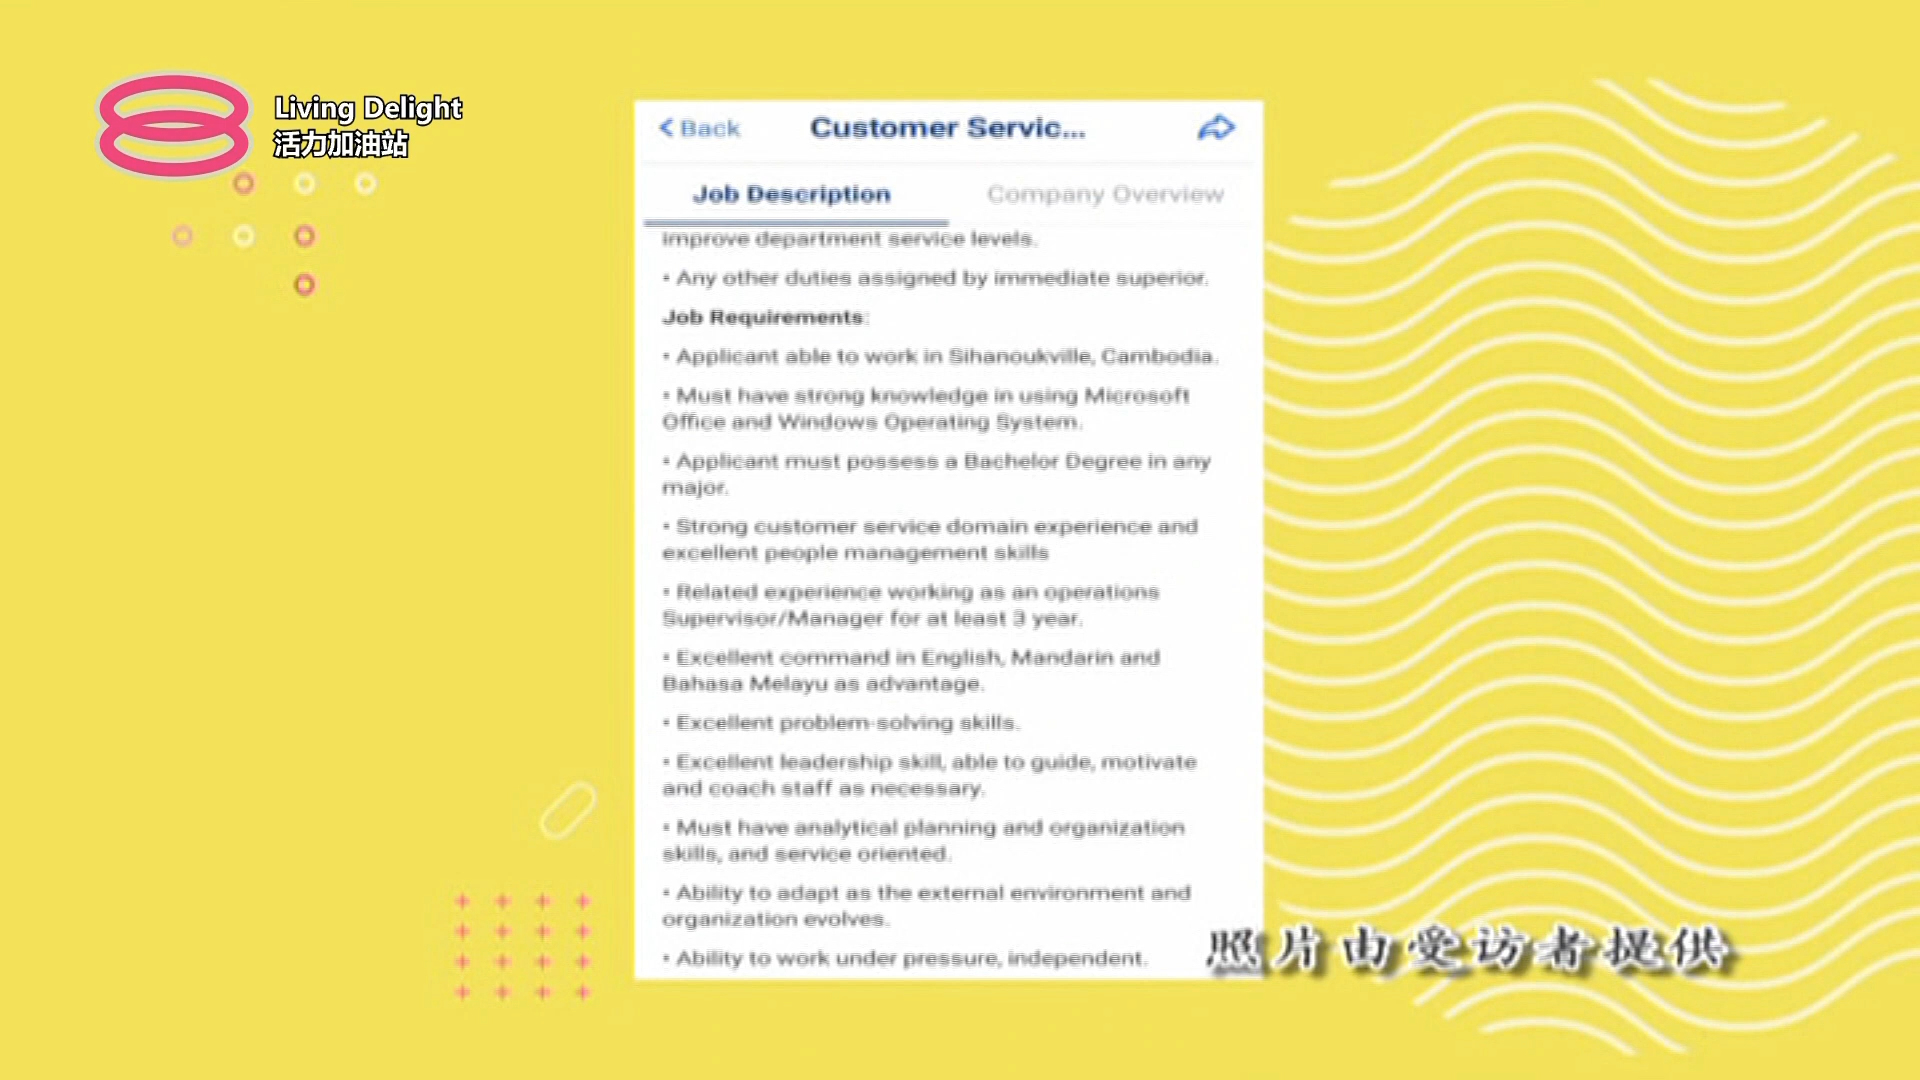 Living Delight
活力加油站
Back
Customer Servic...
Job Description
Company Overview
Improve department service levels.
• Any other duties assigned by immediate superior.
Job Requirements:
• Applicant able to work in Sihanoukville, Cambodia.
• Must have strong knowledge in using Microsoft
Office and Windows Operating System.
• Applicant must possess a Bachelor Degree in any
major.
• Strong customer service domain experience and
excellent people management skills
• Related experience working as an operations
Supervisor/Manager for at least 3 year.
• Excellent command in English, Mandarin and
Bahasa Melayu as advantage.
• Excellent problem-solving skills.
• Excellent leadership skill, able to guide, motivate
and coach staff as necessary.
• Must have analytical planning and organization
skills, and service oriented.
• Ability to adapt as the external environment and
organization evolves.
• Ability to work under pressure, independent.
照片由受访者提供